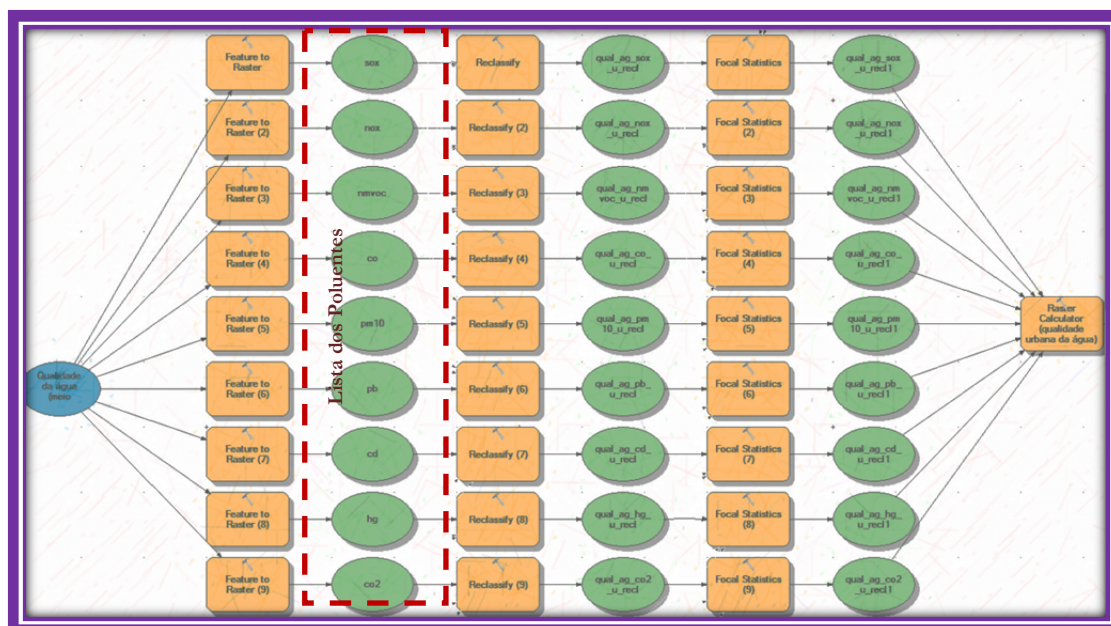 Feature to
Raster
sox
Reclassify
qual_ag_sox
_u_recl
Focal Statistics
qual_ag_sox
_u_recl1
Feature to
Raster (2)
nox
Reclassify (2)
qual_ag_nox
_u_recl
Focal Statistics
(2)
qual_ag_nox
_u_recl1
Feature to
Raster (3)
nmvoc
Reclassify (3)
qual_ag_nm
voc_u_recl
Focal Statistics
(3)
qual_ag_nm
voc_u_recl1
Feature to
Raster (4)
co
Reclassify (4)
qual_ag_co_
u_recl
Focal Statistics
(4)
qual_ag_co_
u_recl1
Feature to
Raster (5)
pm10
Reclassify (5)
qual_ag_pm
10_u_recl
Focal Statistics
(5)
qual_ag_pm
10_u_recl1
Raster
Calculator
(qualidade
urbana da água)
Qualidade
da água
(meio
Feature to
Raster (6)
pb
Reclassify (6)
qual_ag_pb_
u_recl
Focal Statistics
(6)
qual_ag_pb_
u_recl1
Feature to
Raster (7)
cd
Reclassify (7)
qual_ag_cd_
u_recl
Focal Statistics
(7)
qual_ag_cd_
u_recl1
Feature to
Raster (8)
hg
Reclassify (8)
qual_ag_hg_
u_recl
Focal Statistics
(8)
qual_ag_hg_
u_recl1
Feature to
Raster (9)
co2
Reclassify (9)
qual_ag_co2
_u_recl
Focal Statistics
(9)
qual_ag_co2
_u_recl1
Lista dos Poluentes